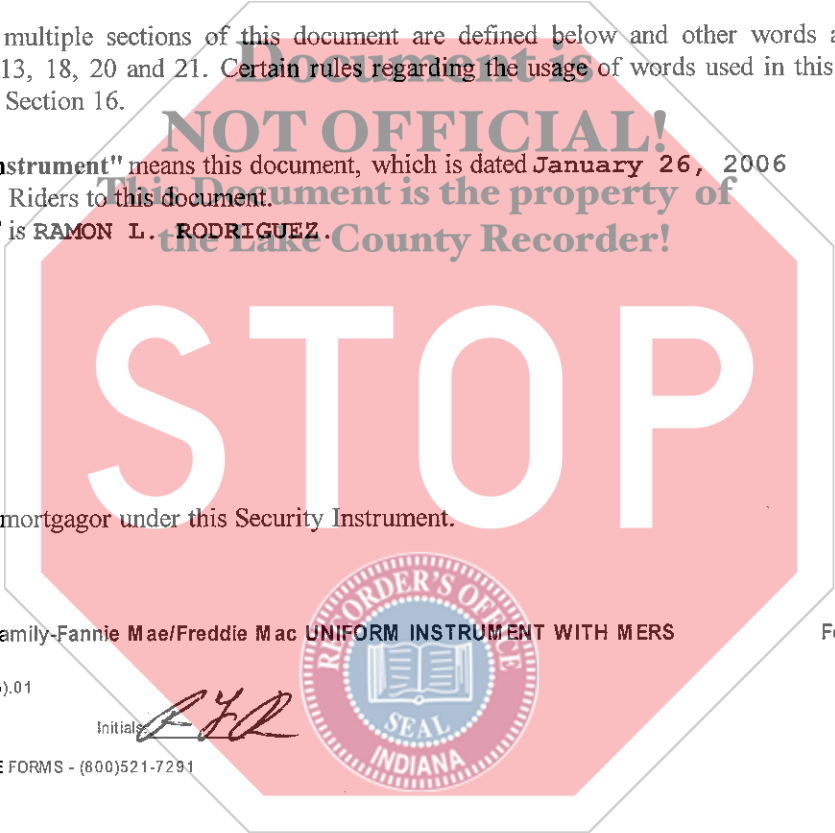 multiple sections of this document are defined below and other words a
Document is
13, 18, 20 and 21. Certain rules regarding the usage of words used in this
Section 16.
NOT OFFICIAL!
nstrument" means this document, which is dated January 26, 2006
Riders to this document.
This Document is the property of
" is RAMON L. RODRIGUEZ.
the Lake County Recorder!
STOP
mortgagor under this Security Instrument.
RECORDER'S OFFICE
SEAL
INDIANA
amily-Fannie Mae/Freddie Mac UNIFORM INSTRUMENT WITH MERS
).01
Initials:
E FORMS - (800)521-7291